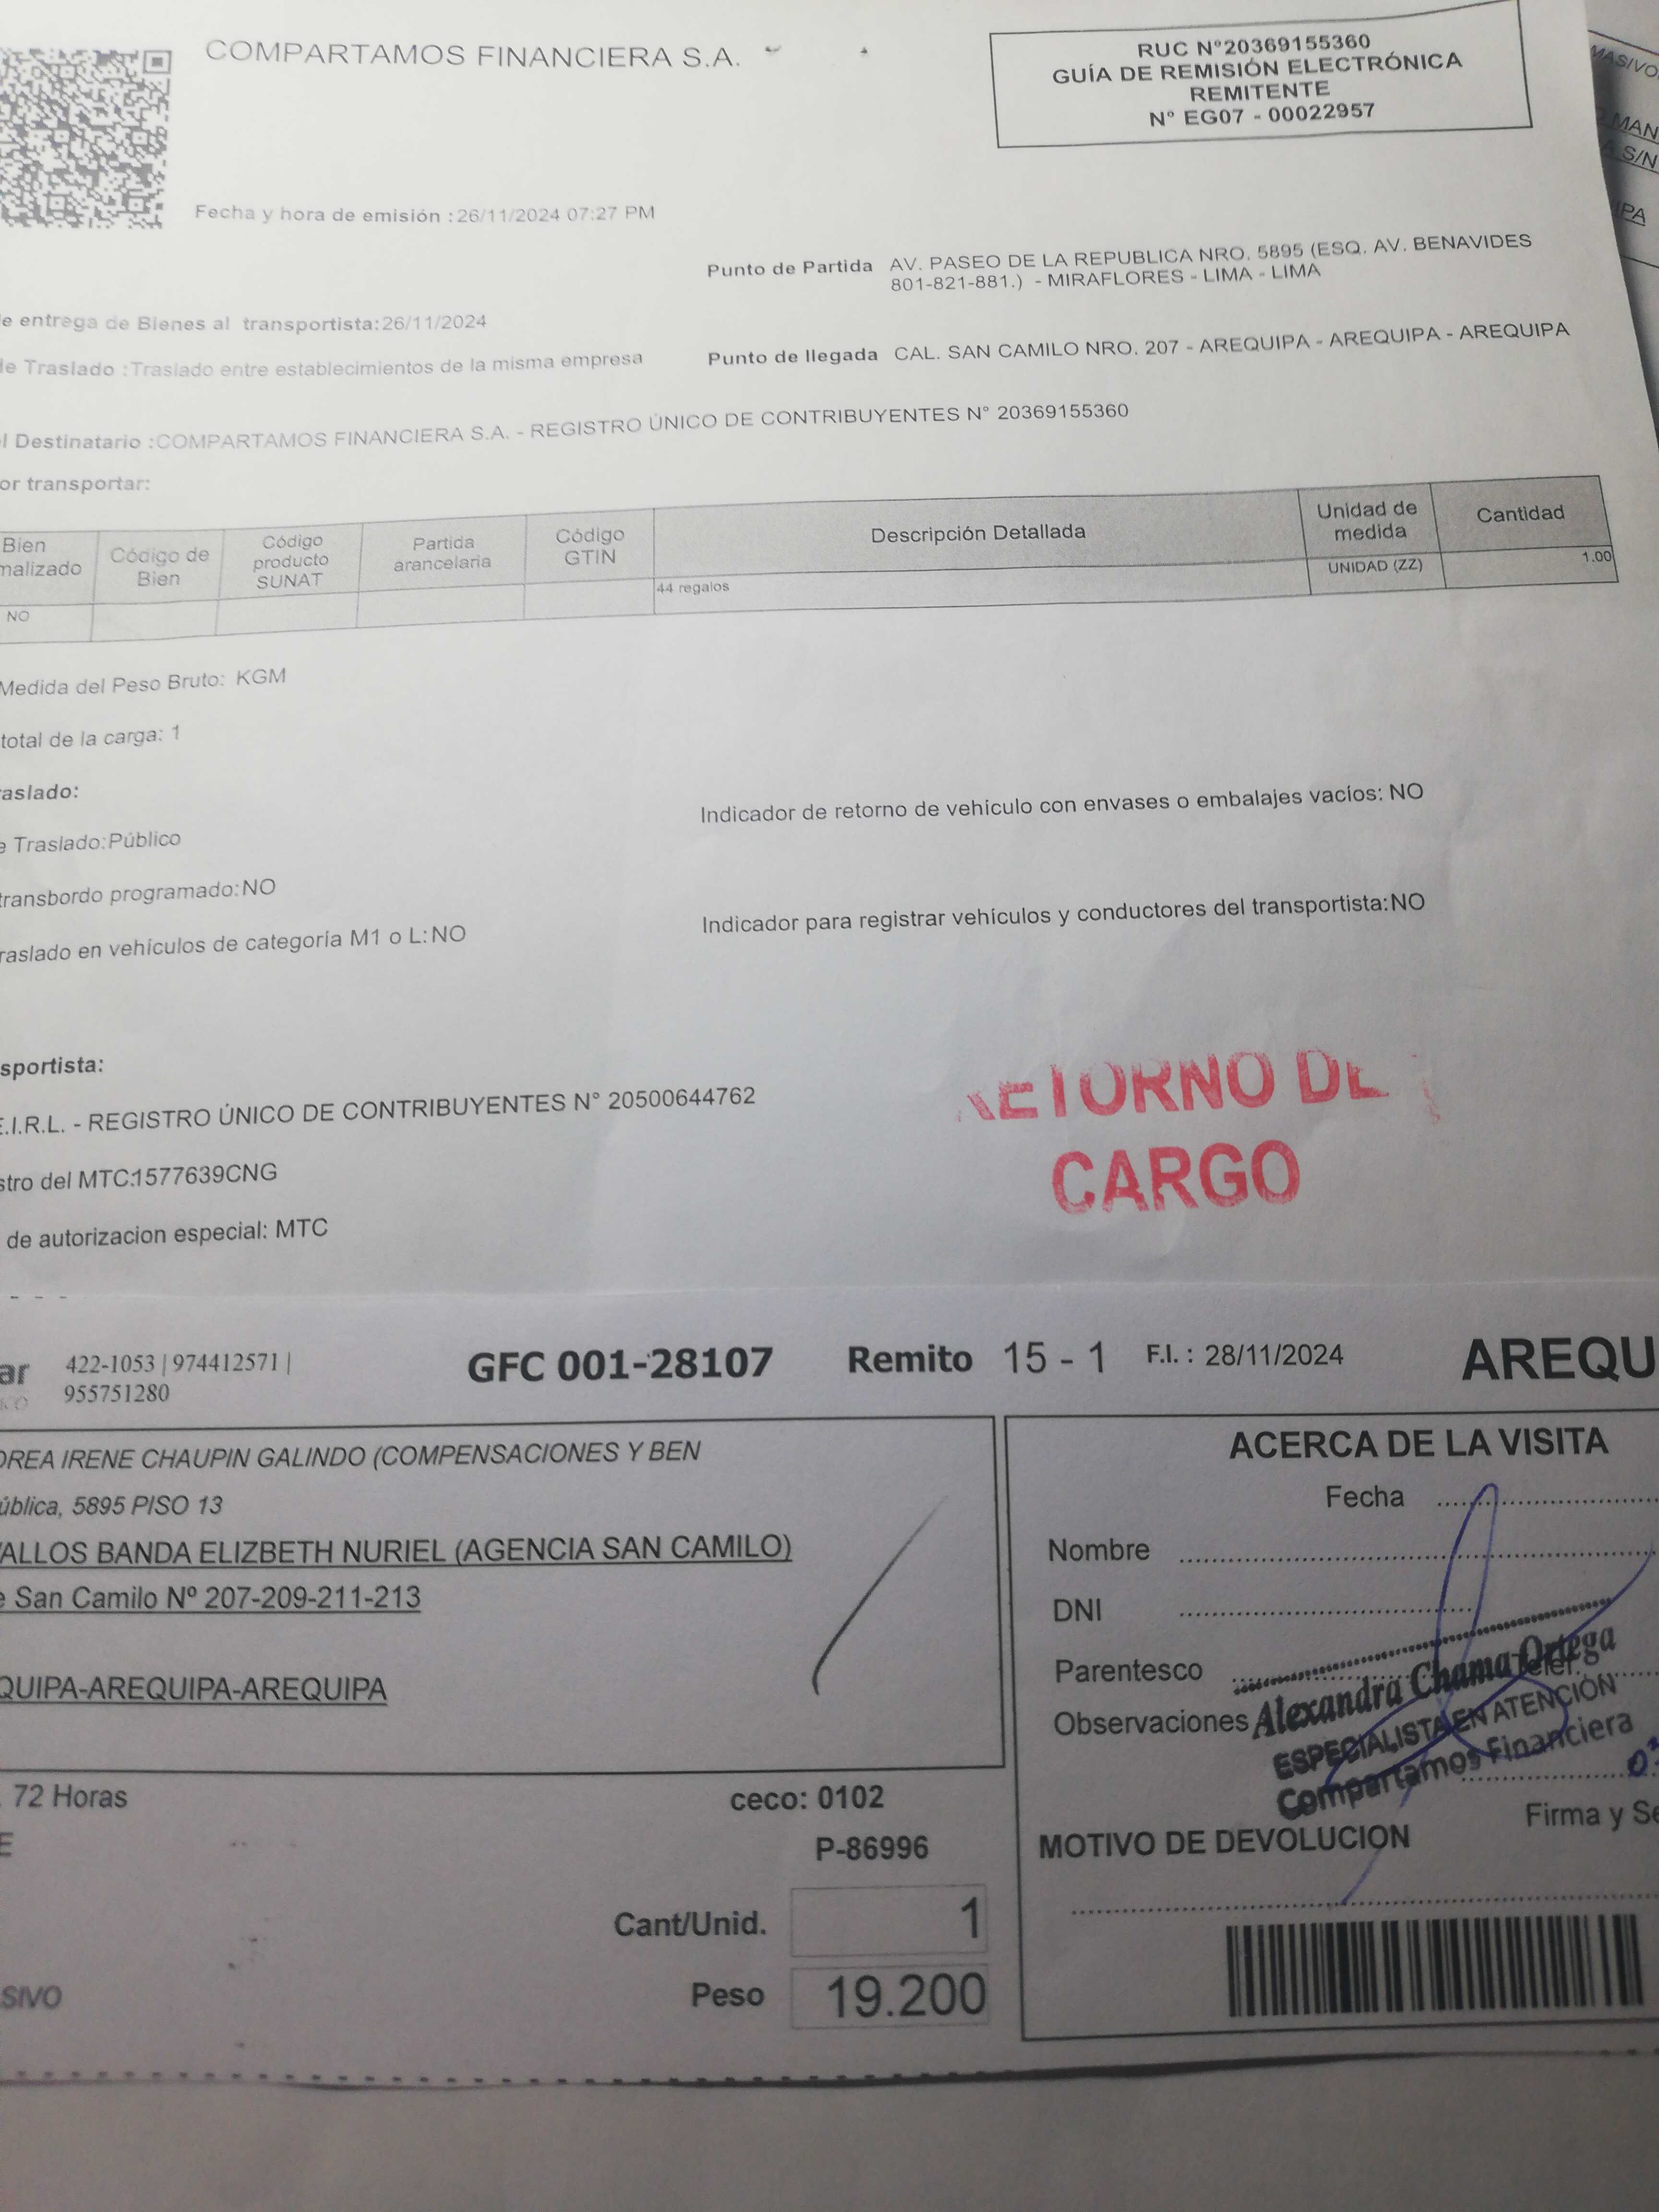 COMPARTAMOS FINANCIERA S.A.
RUC N°20369155360
GUÍA DE REMISIÓN ELECTRÓNICA
REMITENTE
N° EG07 - 00022957
Fecha y hora de emisión :26/11/2024 07:27 PM
Punto de Partida AV. PASEO DE LA REPUBLICA NRO. 5895 (ESQ. AV. BENAVIDES
801-821-881.) - MIRAFLORES - LIMA - LIMA
e entrega de Bienes al transportista:26/11/2024
Punto de llegada CAL. SAN CAMILO NRO. 207 - AREQUIPA - AREQUIPA - AREQUIPA
de Traslado :Traslado entre establecimientos de la misma empresa
l Destinatario :COMPARTAMOS FINANCIERA S.A. - REGISTRO ÚNICO DE CONTRIBUYENTES N° 20369155360
or transportar:
Bien
malizado
Código de
Bien
Código
producto
SUNAT
Partida
arancelaria
Código
GTIN
Descripción Detallada
Unidad de
medida
Cantidad
NO
44 regalos
UNIDAD (ZZ)
1.00
Medida del Peso Bruto: KGM
total de la carga: 1
raslado:
Indicador de retorno de vehículo con envases o embalajes vacíos: NO
e Traslado:Público
transbordo programado:NO
Indicador para registrar vehículos y conductores del transportista:NO
raslado en vehículos de categoría M1 o L:NO
sportista:
E.I.R.L. - REGISTRO ÚNICO DE CONTRIBUYENTES N° 20500644762
stro del MTC:1577639CNG
de autorizacion especial: MTC
RETORNO DE
CARGO
ar 422-1053 | 974412571 |
955751280
GFC 001-28107 Remito 15 - 1 F.I. : 28/11/2024 AREQU
DREA IRENE CHAUPIN GALINDO (COMPENSACIONES Y BEN
ública, 5895 PISO 13
VALLOS BANDA ELIZBETH NURIEL (AGENCIA SAN CAMILO)
e San Camilo Nº 207-209-211-213
QUIPA-AREQUIPA-AREQUIPA
72 Horas
ceco: 0102
E
P-86996
Cant/Unid. 1
SIVO
Peso 19.200
ACERCA DE LA VISITA
Fecha
Nombre
DNI
Parentesco
Telef.
Observaciones
Alexandra Chama Ortega
ESPECIALISTA EN ATENCIÓN
Compartamos Financiera
Firma y Se
MOTIVO DE DEVOLUCION
MASIVO
MAN
S/N
IPA